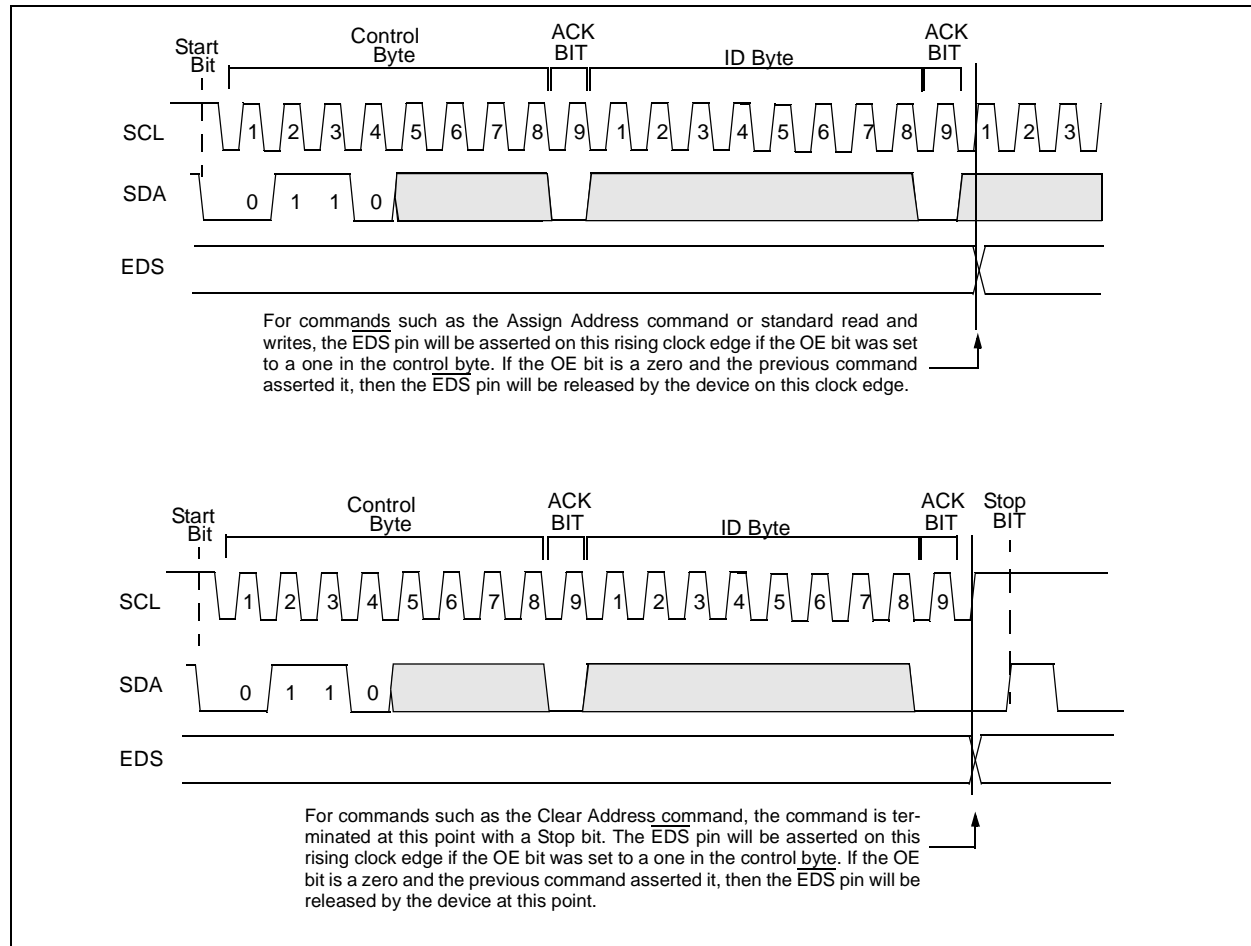 Start
Bit
Control
Byte
ACK
BIT
ID Byte
ACK
BIT
SCL
1 2 3 4 5 6 7 8 9 1 2 3 4 5 6 7 8 9 1 2 3
SDA
0 1 1 0
EDS
For commands such as the Assign Address command or standard read and
writes, the EDS pin will be asserted on this rising clock edge if the OE bit was set
to a one in the control byte. If the OE bit is a zero and the previous command
asserted it, then the EDS pin will be released by the device on this clock edge.
Start
Bit
Control
Byte
ACK
BIT
ID Byte
ACK
BIT
Stop
BIT
SCL
1 2 3 4 5 6 7 8 9 1 2 3 4 5 6 7 8 9
SDA
0 1 1 0
EDS
For commands such as the Clear Address command, the command is ter-
minated at this point with a Stop bit. The EDS pin will be asserted on this
rising clock edge if the OE bit was set to a one in the control byte. If the OE
bit is a zero and the previous command asserted it, then the EDS pin will be
released by the device at this point.